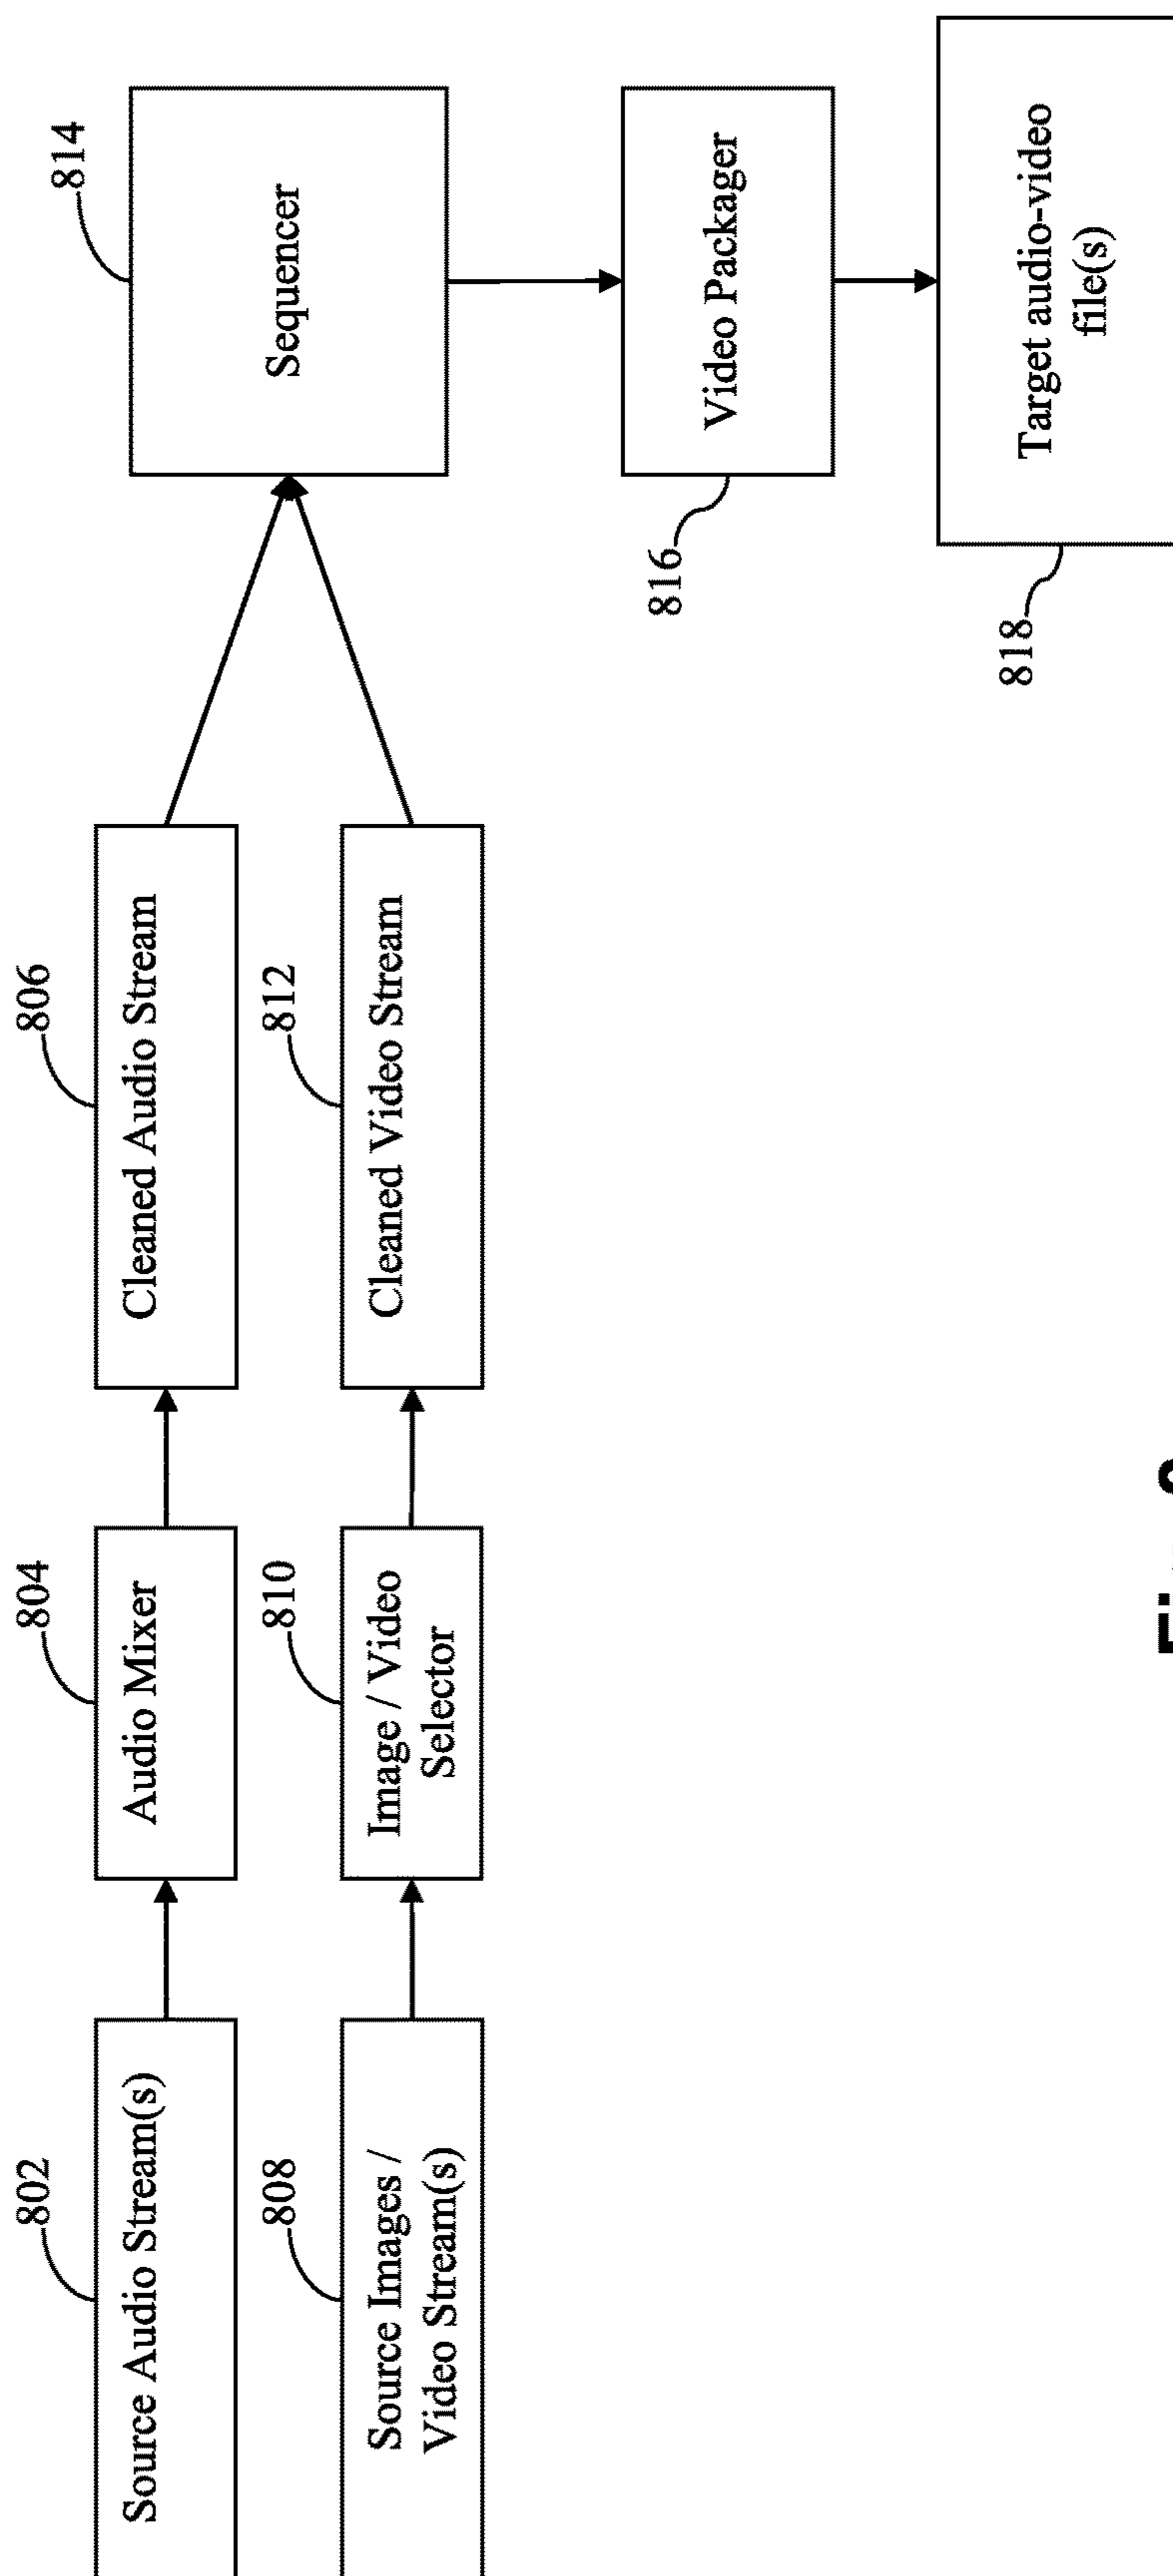 802
Source Audio Stream(s)
804
Audio Mixer
806
Cleaned Audio Stream
808
Source Images /
Video Stream(s)
810
Image / Video
Selector
812
Cleaned Video Stream
814
Sequencer
816
Video Packager
818
Target audio-video
file(s)